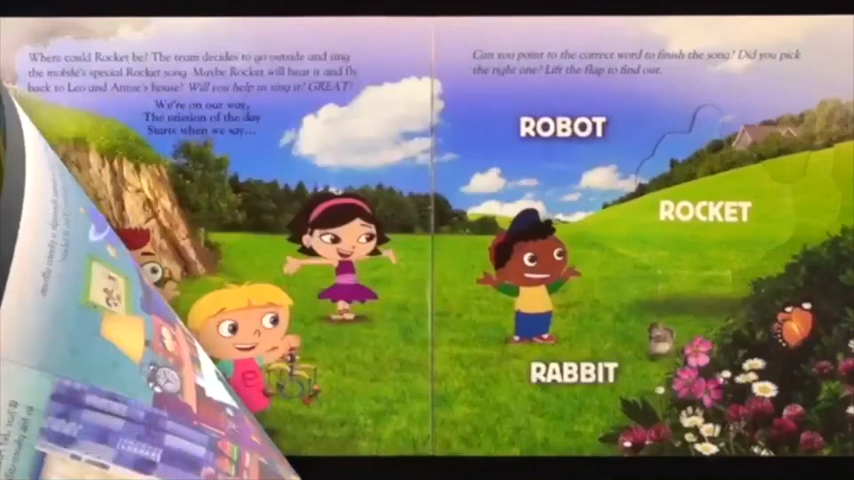 Where could Rocket be? The team decides to go outside and sing
the mobile's special Rocket song. Maybe Rocket will hear it and fly
back to Leo and Annie's house! Will you help us sing it? GREAT!
We're on our way,
The mission of the day
Starts when we say...
Can you point to the correct word to finish the song? Did you pick
the right one? Lift the flap to find out.
ROBOT
ROCKET
RABBIT